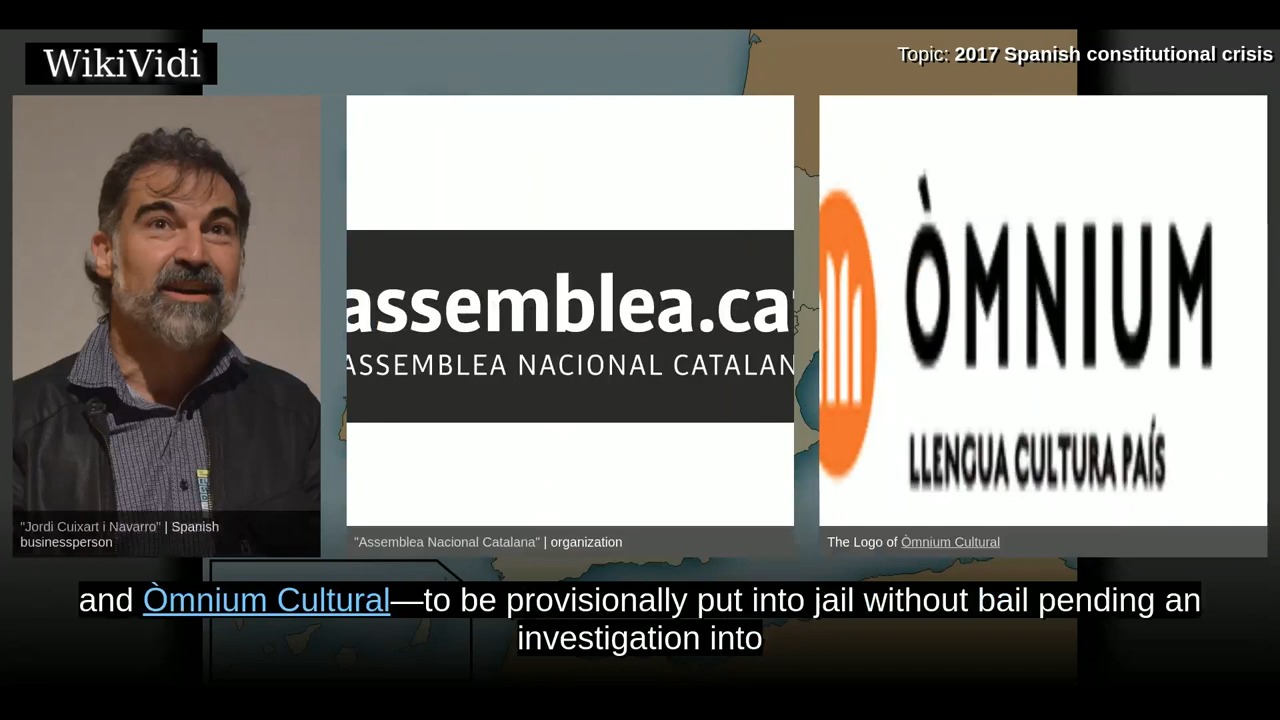 WikiVidi
Topic: 2017 Spanish constitutional crisis
assemblea.ca
ASSEMBLEA NACIONAL CATALAN
ÒMNIUM
LLENGUA CULTURA PAÍS
"Jordi Cuixart i Navarro" | Spanish
businessperson
"Assemblea Nacional Catalana" | organization
The Logo of Òmnium Cultural
and Òmnium Cultural—to be provisionally put into jail without bail pending an
investigation into